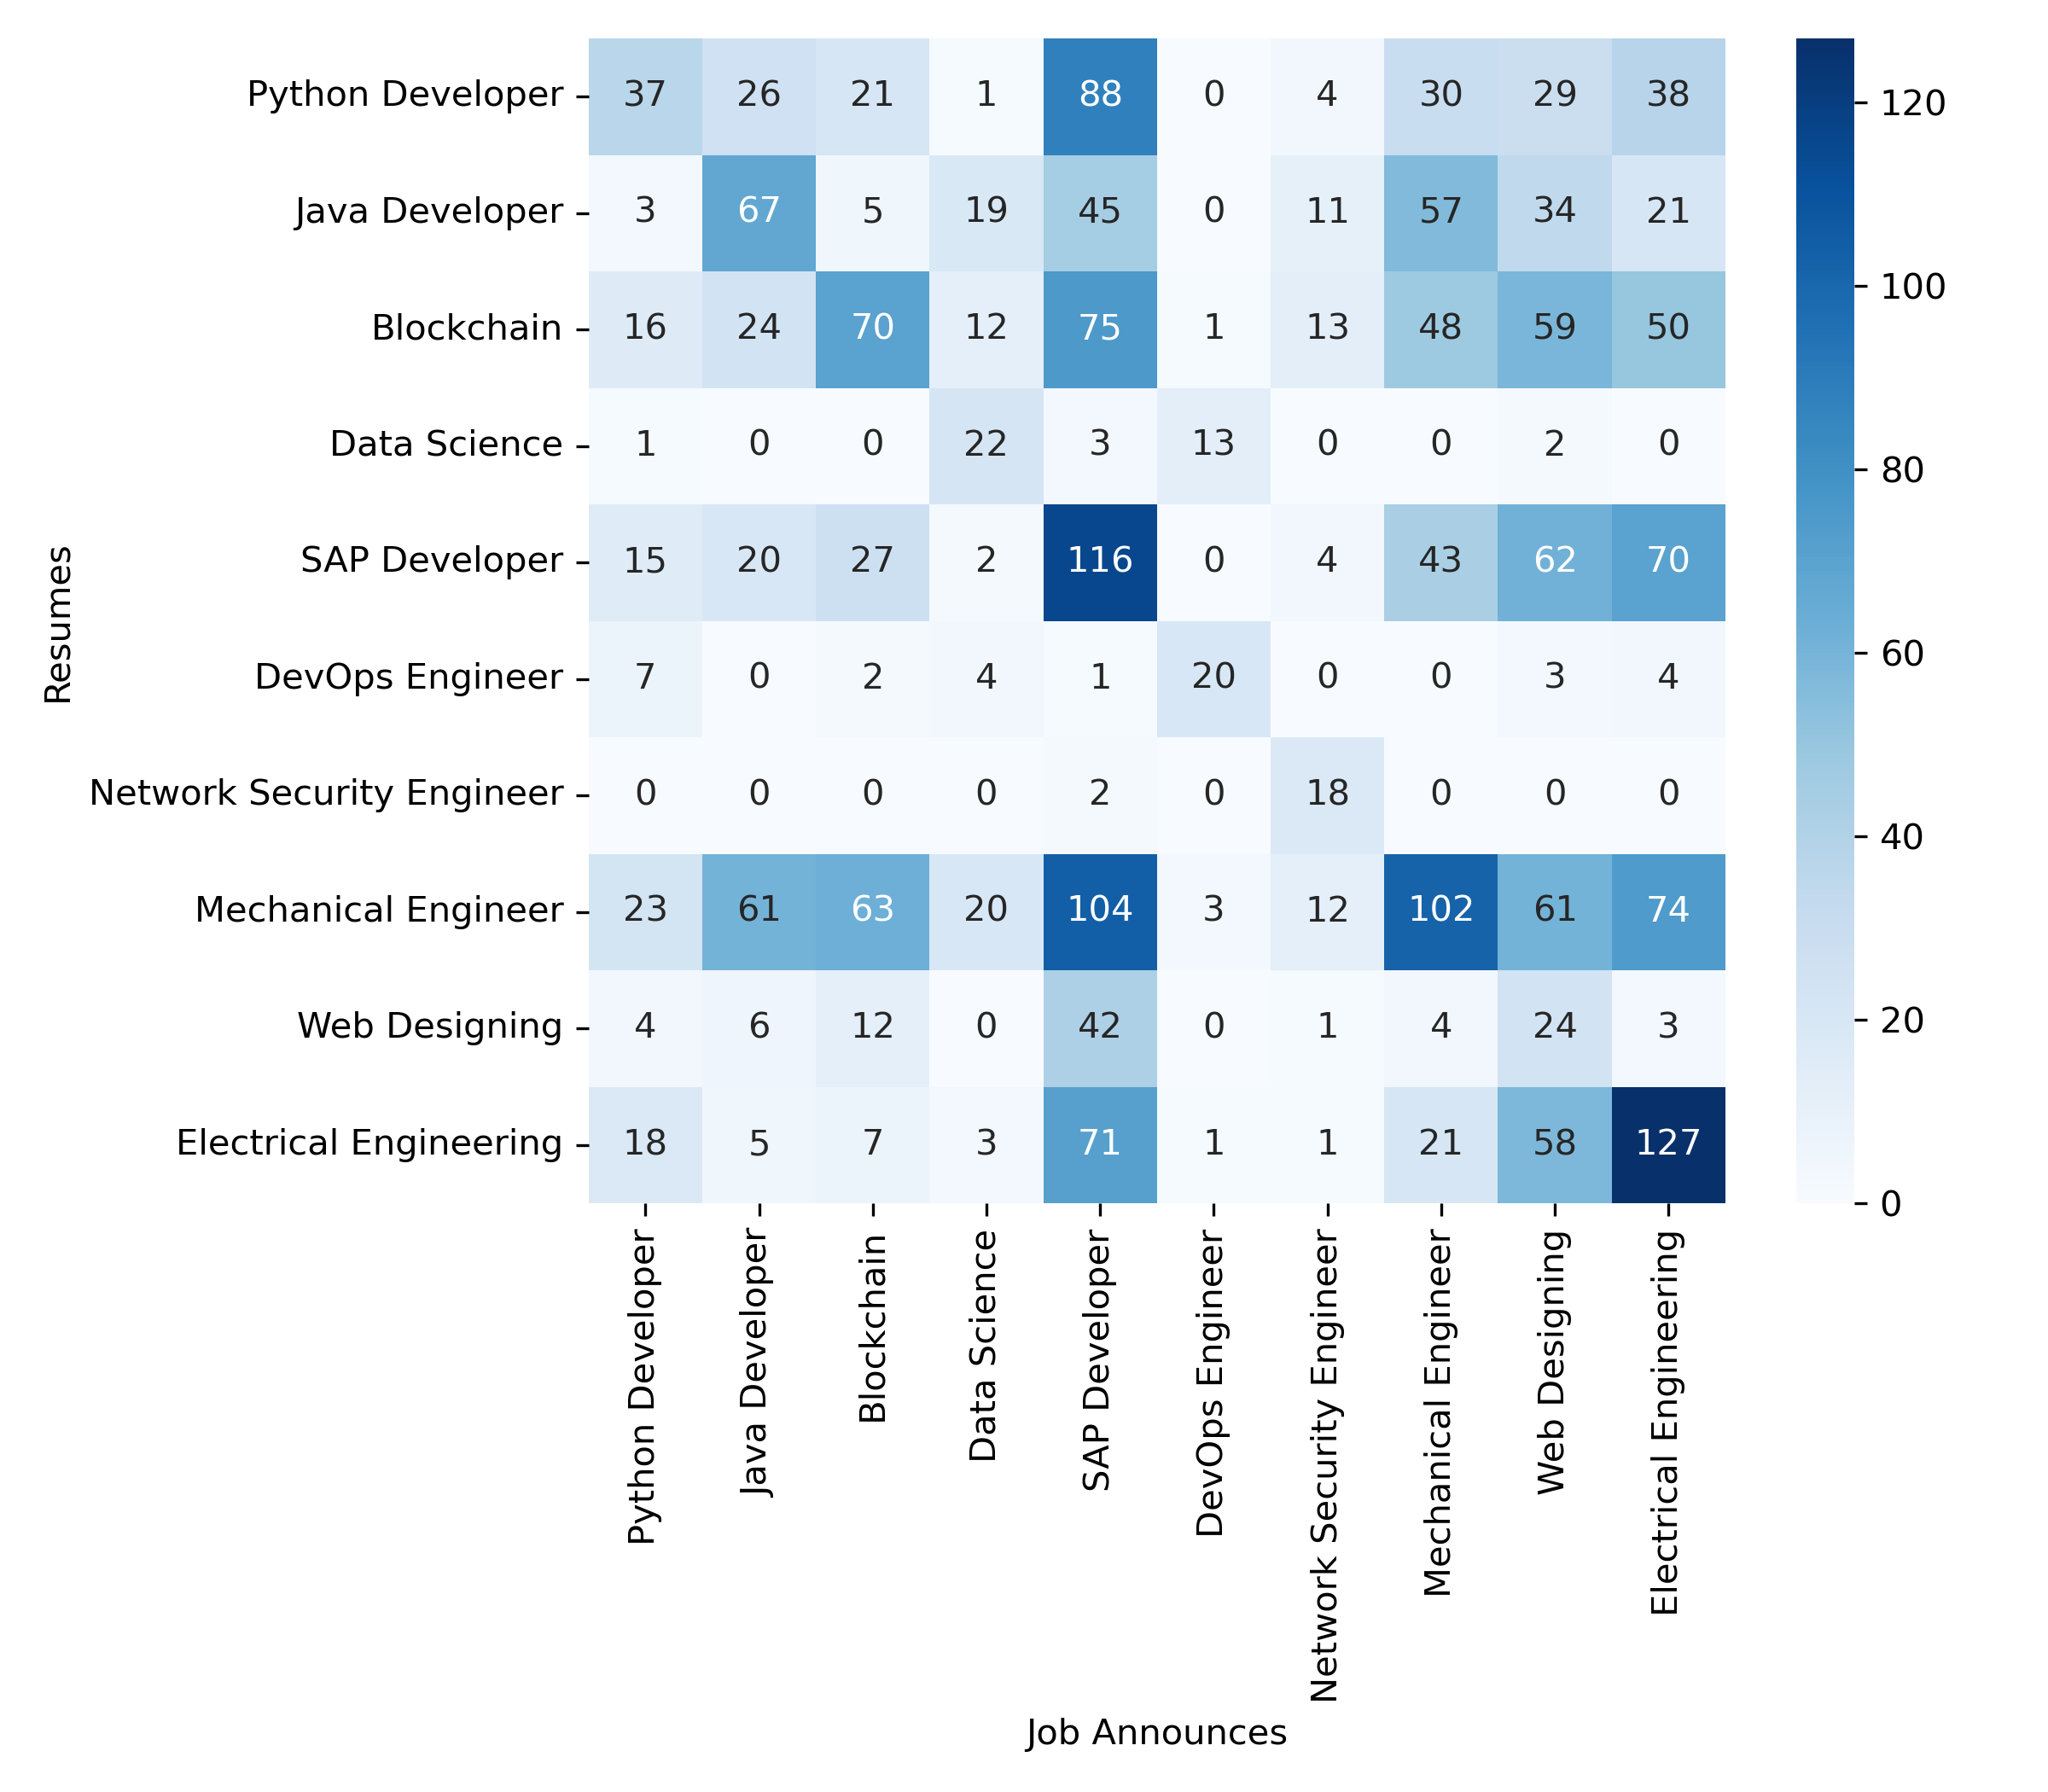 Python Developer 37 26 21 1 88 0 4 30 29 38
Java Developer 3 67 5 19 45 0 11 57 34 21
Blockchain 16 24 70 12 75 1 13 48 59 50
Data Science 1 0 0 22 3 13 0 0 2 0
SAP Developer 15 20 27 2 116 0 4 43 62 70
DevOps Engineer 7 0 2 4 1 20 0 0 3 4
Network Security Engineer 0 0 0 0 2 0 18 0 0 0
Mechanical Engineer 23 61 63 20 104 3 12 102 61 74
Web Designing 4 6 12 0 42 0 1 4 24 3
Electrical Engineering 18 5 7 3 71 1 1 21 58 127
Resumes
Python Developer
Java Developer
Blockchain
Data Science
SAP Developer
DevOps Engineer
Network Security Engineer
Mechanical Engineer
Web Designing
Electrical Engineering
Job Announces
120
100
80
60
40
20
0